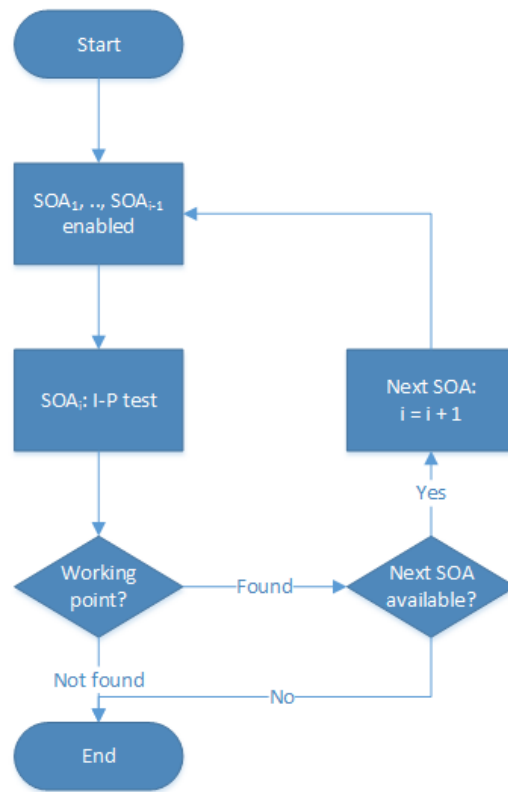 Start
SOA₁, .., SOAᵢ₋₁
enabled
SOAᵢ: I-P test
Next SOA:
i = i + 1
Yes
Working
point?
Found
Next SOA
available?
Not found
No
End